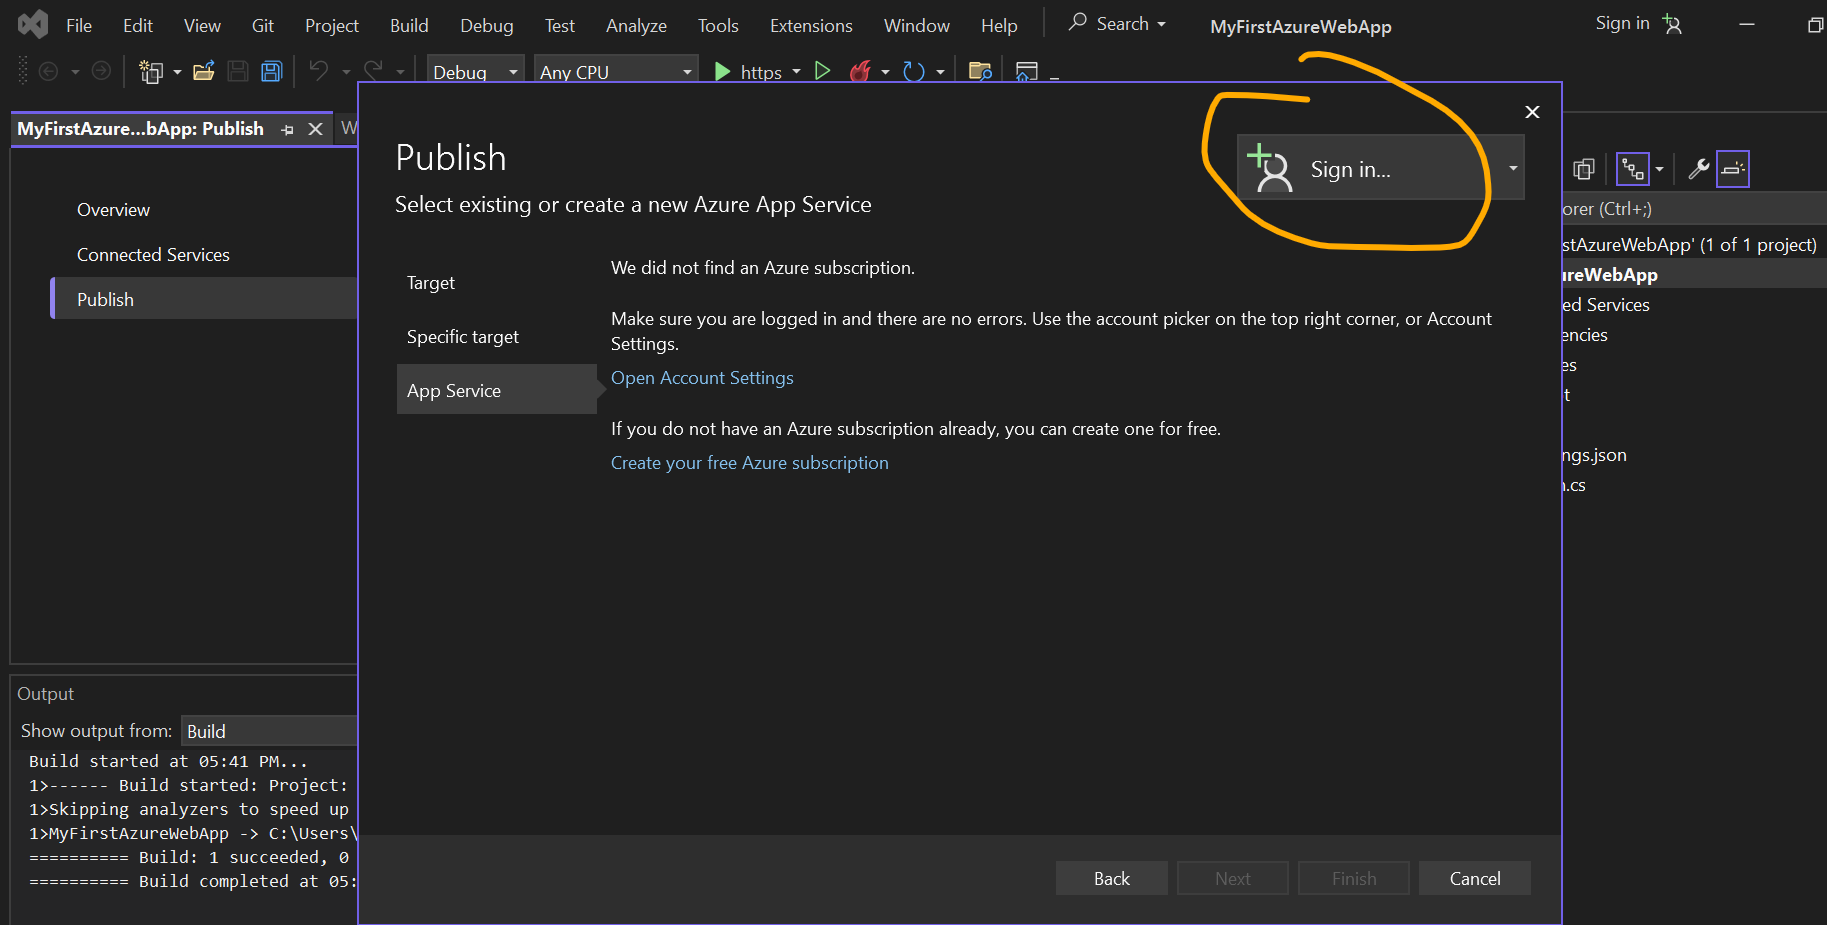 File Edit View Git Project Build Debug Test Analyze Tools Extensions Window Help Search MyFirstAzureWebApp Sign in
Debug Any CPU https
MyFirstAzure...bApp: Publish W
Overview
Connected Services
Publish
Publish
Select existing or create a new Azure App Service
Sign in...
Target
Specific target
App Service
We did not find an Azure subscription.
Make sure you are logged in and there are no errors. Use the account picker on the top right corner, or Account
Settings.
Open Account Settings
If you do not have an Azure subscription already, you can create one for free.
Create your free Azure subscription
Back Next Finish Cancel
orer (Ctrl+;)
stAzureWebApp' (1 of 1 project)
ureWebApp
ed Services
encies
es
t
ngs.json
.cs
Output
Show output from: Build
Build started at 05:41 PM...
1>------ Build started: Project:
1>Skipping analyzers to speed up
1>MyFirstAzureWebApp -> C:\Users\
========== Build: 1 succeeded, 0
========== Build completed at 05: